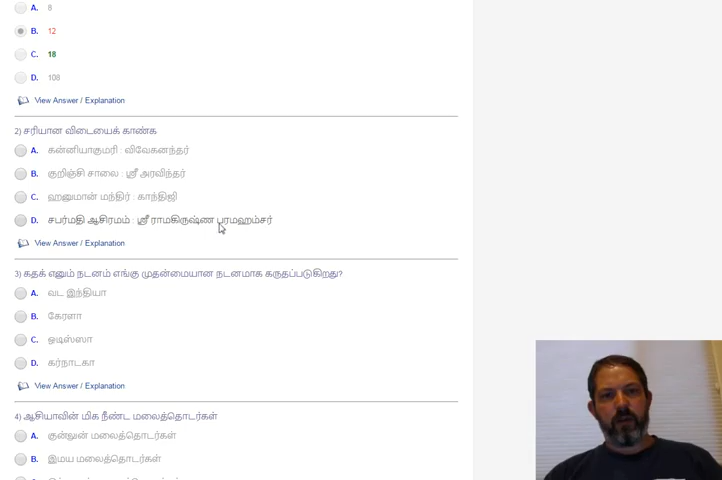 A. 8
B. 12
C. 18
D. 108
View Answer / Explanation
2) சரியான விடையைக் காண்க
A. கன்னியாகுமரி : விவேகனந்தர்
B. குறிஞ்சி சாலை : ஸ்ரீ அரவிந்தர்
C. ஹனுமான் மந்திர் : காந்திஜி
D. சபர்மதி ஆசிரமம் : ஸ்ரீ ராமகிருஷ்ண பரமஹம்சர்
View Answer / Explanation
3) கதக் எனும் நடனம் எங்கு முதன்மையான நடனமாக கருதப்படுகிறது?
A. வட இந்தியா
B. கேரளா
C. ஒடிஸ்ஸா
D. கர்நாடகா
View Answer / Explanation
4) ஆசியாவின் மிக நீண்ட மலைத்தொடர்கள்
A. குன்லுன் மலைத்தொடர்கள்
B. இமய மலைத்தொடர்கள்